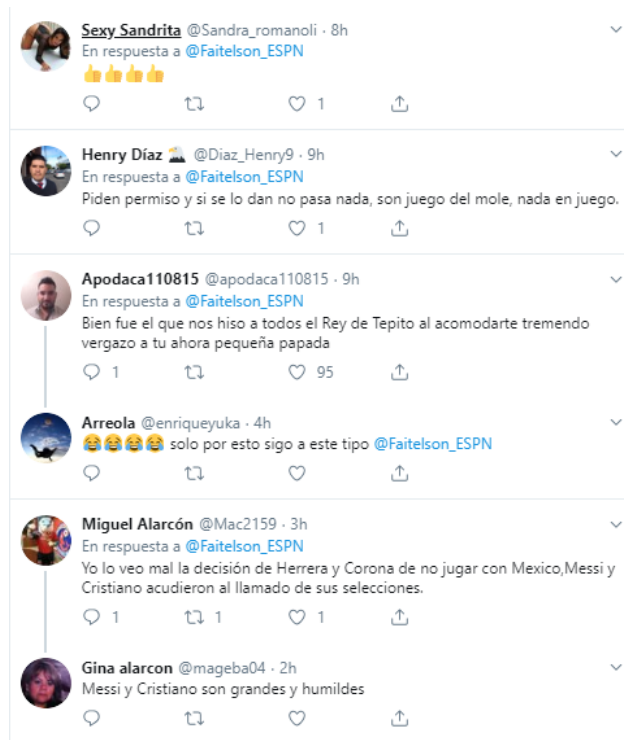 Sexy Sandrita @Sandra_romanoli · 8h
En respuesta a @Faitelson_ESPN
👍👍👍👍
1
Henry Díaz @Diaz_Henry9 · 9h
En respuesta a @Faitelson_ESPN
Piden permiso y si se lo dan no pasa nada, son juego del mole, nada en juego.
1
Apodaca110815 @apodaca110815 · 9h
En respuesta a @Faitelson_ESPN
Bien fue el que nos hiso a todos el Rey de Tepito al acomodarte tremendo
vergazo a tu ahora pequeña papada
1 95
Arreola @enriqueyuka · 4h
😂😂😂😂 solo por esto sigo a este tipo @Faitelson_ESPN
Miguel Alarcón @Mac2159 · 3h
En respuesta a @Faitelson_ESPN
Yo lo veo mal la decisión de Herrera y Corona de no jugar con Mexico,Messi y
Cristiano acudieron al llamado de sus selecciones.
1 1 1
Gina alarcon @mageba04 · 2h
Messi y Cristiano son grandes y humildes